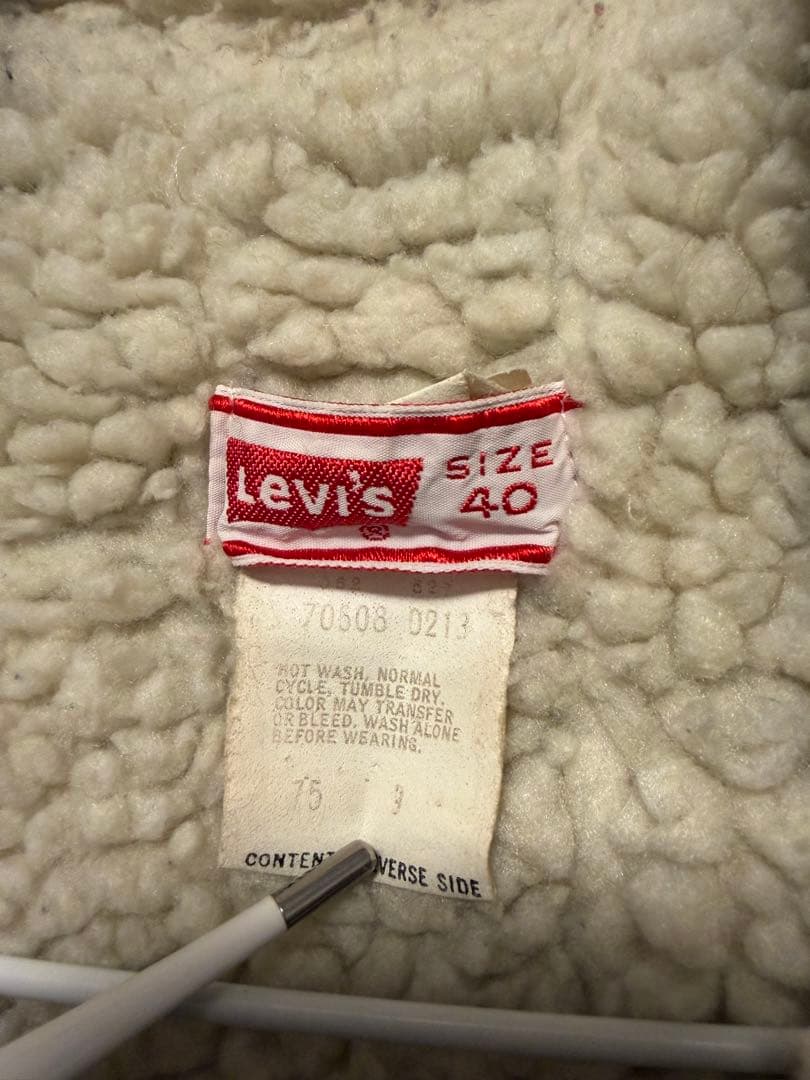 Levi's
®
SIZE
40
70608 0213
HOT WASH, NORMAL
CYCLE, TUMBLE DRY.
COLOR MAY TRANSFER
OR BLEED. WASH ALONE
BEFORE WEARING.
75
CONTENT VERSE SIDE